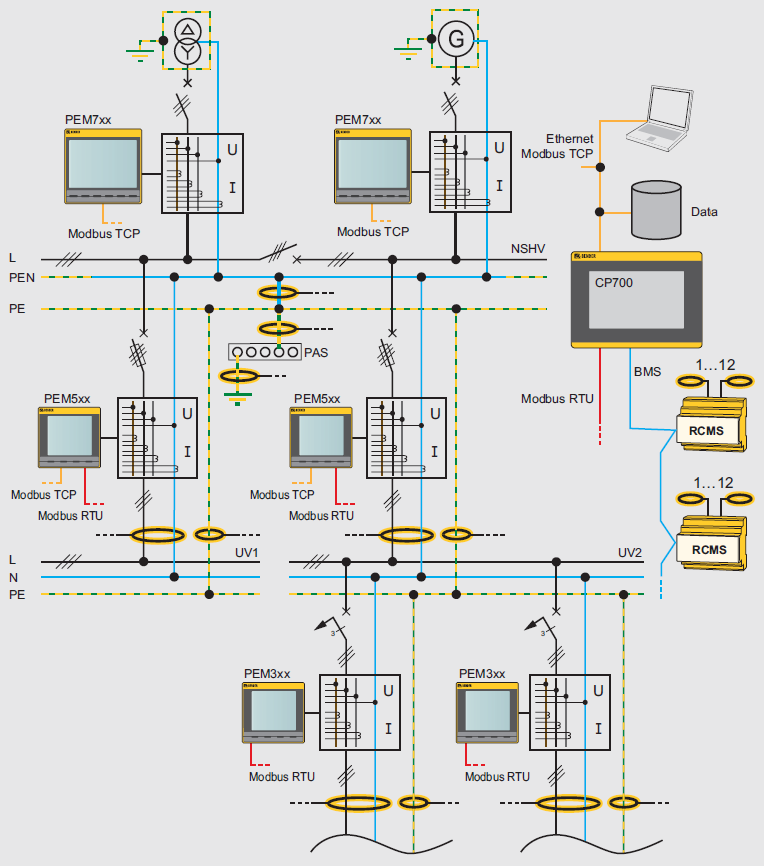 G
PEM7xx
U
I
Modbus TCP
PEM7xx
U
I
Modbus TCP
Ethernet
Modbus TCP
Data
L
NSHV
PEN
PE
CP700
PAS
Modbus RTU
BMS
1...12
RCMS
PEM5xx
U
I
Modbus TCP
Modbus RTU
PEM5xx
U
I
Modbus TCP
Modbus RTU
1...12
RCMS
L
UV1
UV2
N
PE
3
3
PEM3xx
U
I
Modbus RTU
PEM3xx
U
I
Modbus RTU